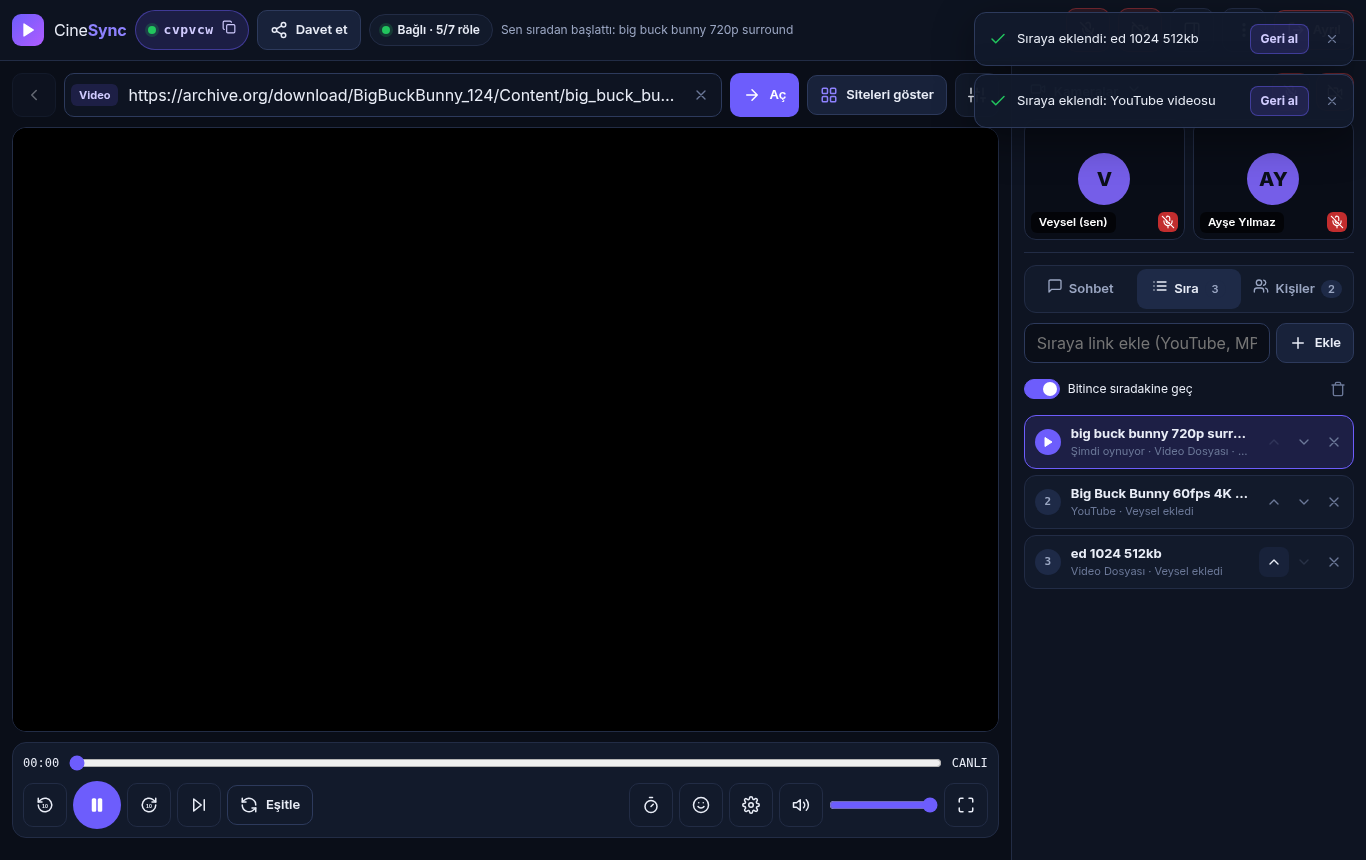 CineSync
cvpvcw
Davet et
Bağlı · 5/7 röle
Sen sıradan başlattı: big buck bunny 720p surround
Sıraya eklendi: ed 1024 512kb
Geri al
Sıraya eklendi: YouTube videosu
Geri al
Video
https://archive.org/download/BigBuckBunny_124/Content/big_buck_bu...
Aç
Siteleri göster
V
Veysel (sen)
AY
Ayşe Yılmaz
Sohbet
Sıra 3
Kişiler 2
Sıraya link ekle (YouTube, MP
Ekle
Bitince sıradakine geç
big buck bunny 720p surr...
Şimdi oynuyor · Video Dosyası · ...
2
Big Buck Bunny 60fps 4K ...
YouTube · Veysel ekledi
3
ed 1024 512kb
Video Dosyası · Veysel ekledi
00:00
CANLI
10
10
Eşitle